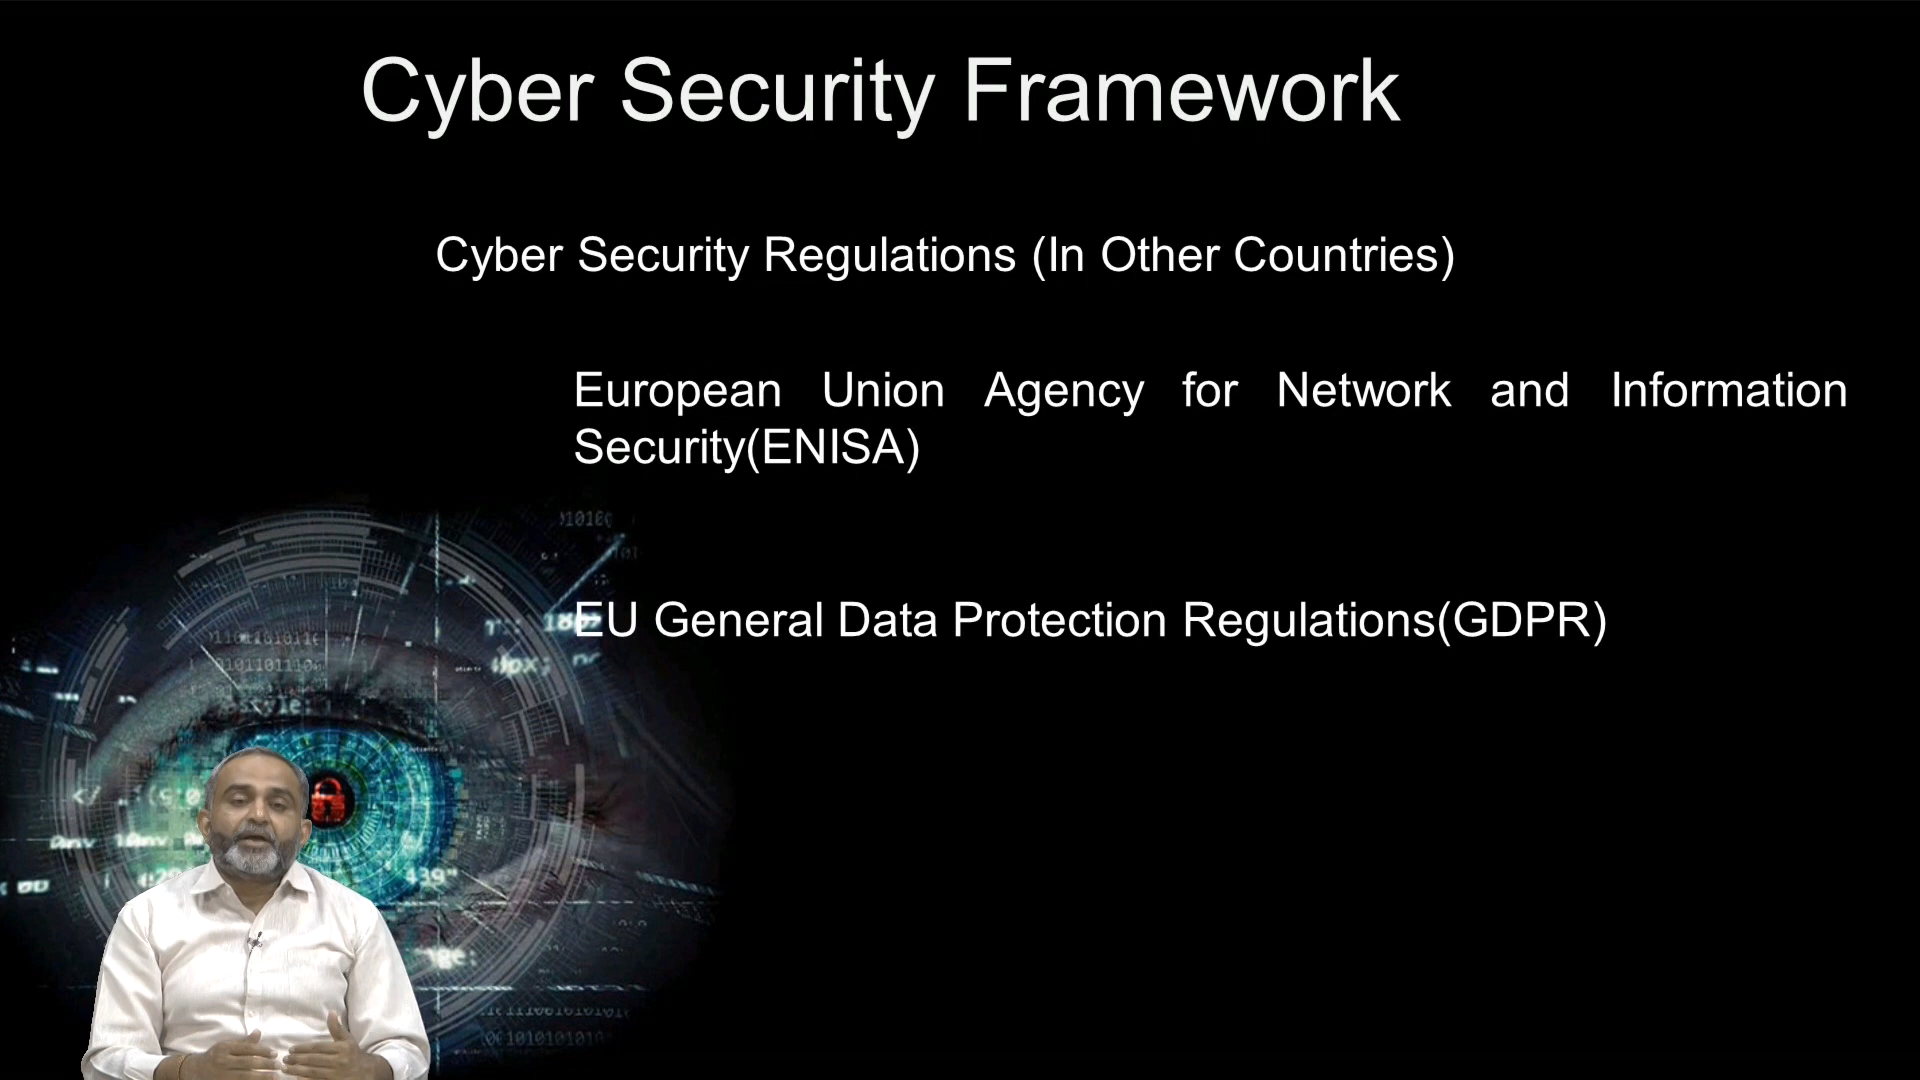 Cyber Security Framework
Cyber Security Regulations (In Other Countries)
European Union Agency for Network and Information
Security(ENISA)
EU General Data Protection Regulations(GDPR)